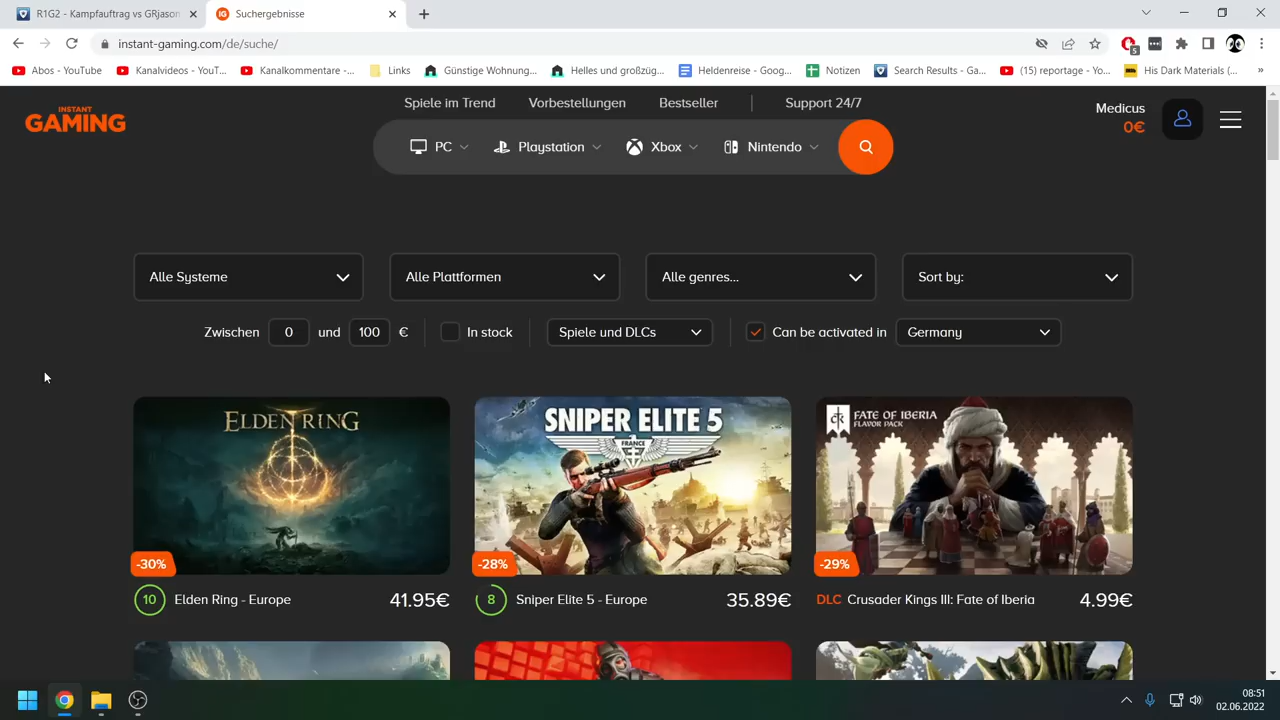 R1G2 - Kampfauftrag vs GRjason
Suchergebnisse
instant-gaming.com/de/suche/
5
Abos - YouTube
Kanalvideos - YouT...
Kanalkommentare -...
Links
Günstige Wohnung...
Helles und großzüg...
Heldenreise - Goog...
Notizen
Search Results - Ga...
(15) reportage - Yo...
His Dark Materials (...
»
INSTANT
GAMING
Spiele im Trend
Vorbestellungen
Bestseller
Support 24/7
Medicus
0€
PC
Playstation
Xbox
Nintendo
Alle Systeme
Alle Plattformen
Alle genres...
Sort by:
Zwischen 0 und 100 €
In stock
Spiele und DLCs
Can be activated in
Germany
ELDEN RING
-30%
10 Elden Ring - Europe 41.95€
SNIPER ELITE 5
FRANCE
-28%
8 Sniper Elite 5 - Europe 35.89€
FATE OF IBERIA
FLAVOR PACK
-29%
DLC Crusader Kings III: Fate of Iberia 4.99€
08:51
02.06.2022